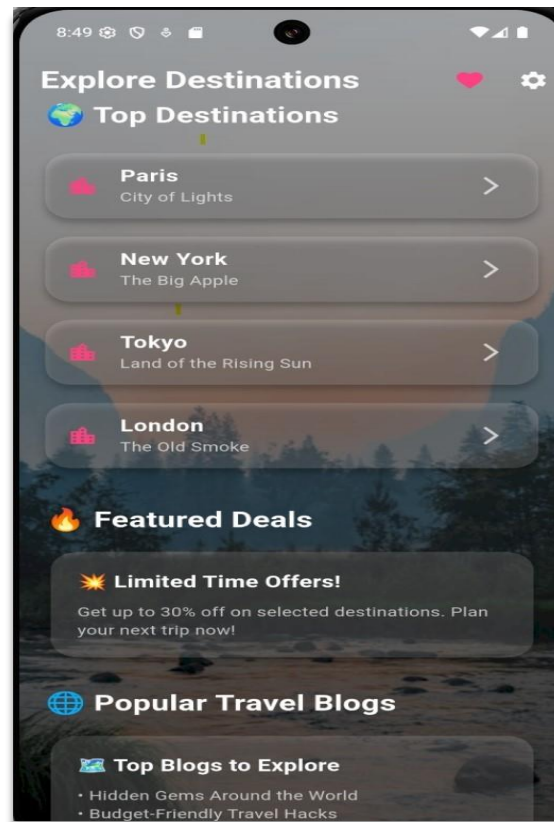 8:49
Explore Destinations
🌍 Top Destinations
Paris
City of Lights
New York
The Big Apple
Tokyo
Land of the Rising Sun
London
The Old Smoke
🔥 Featured Deals
💥 Limited Time Offers!
Get up to 30% off on selected destinations. Plan
your next trip now!
🌐 Popular Travel Blogs
🗺️ Top Blogs to Explore
• Hidden Gems Around the World
• Budget-Friendly Travel Hacks